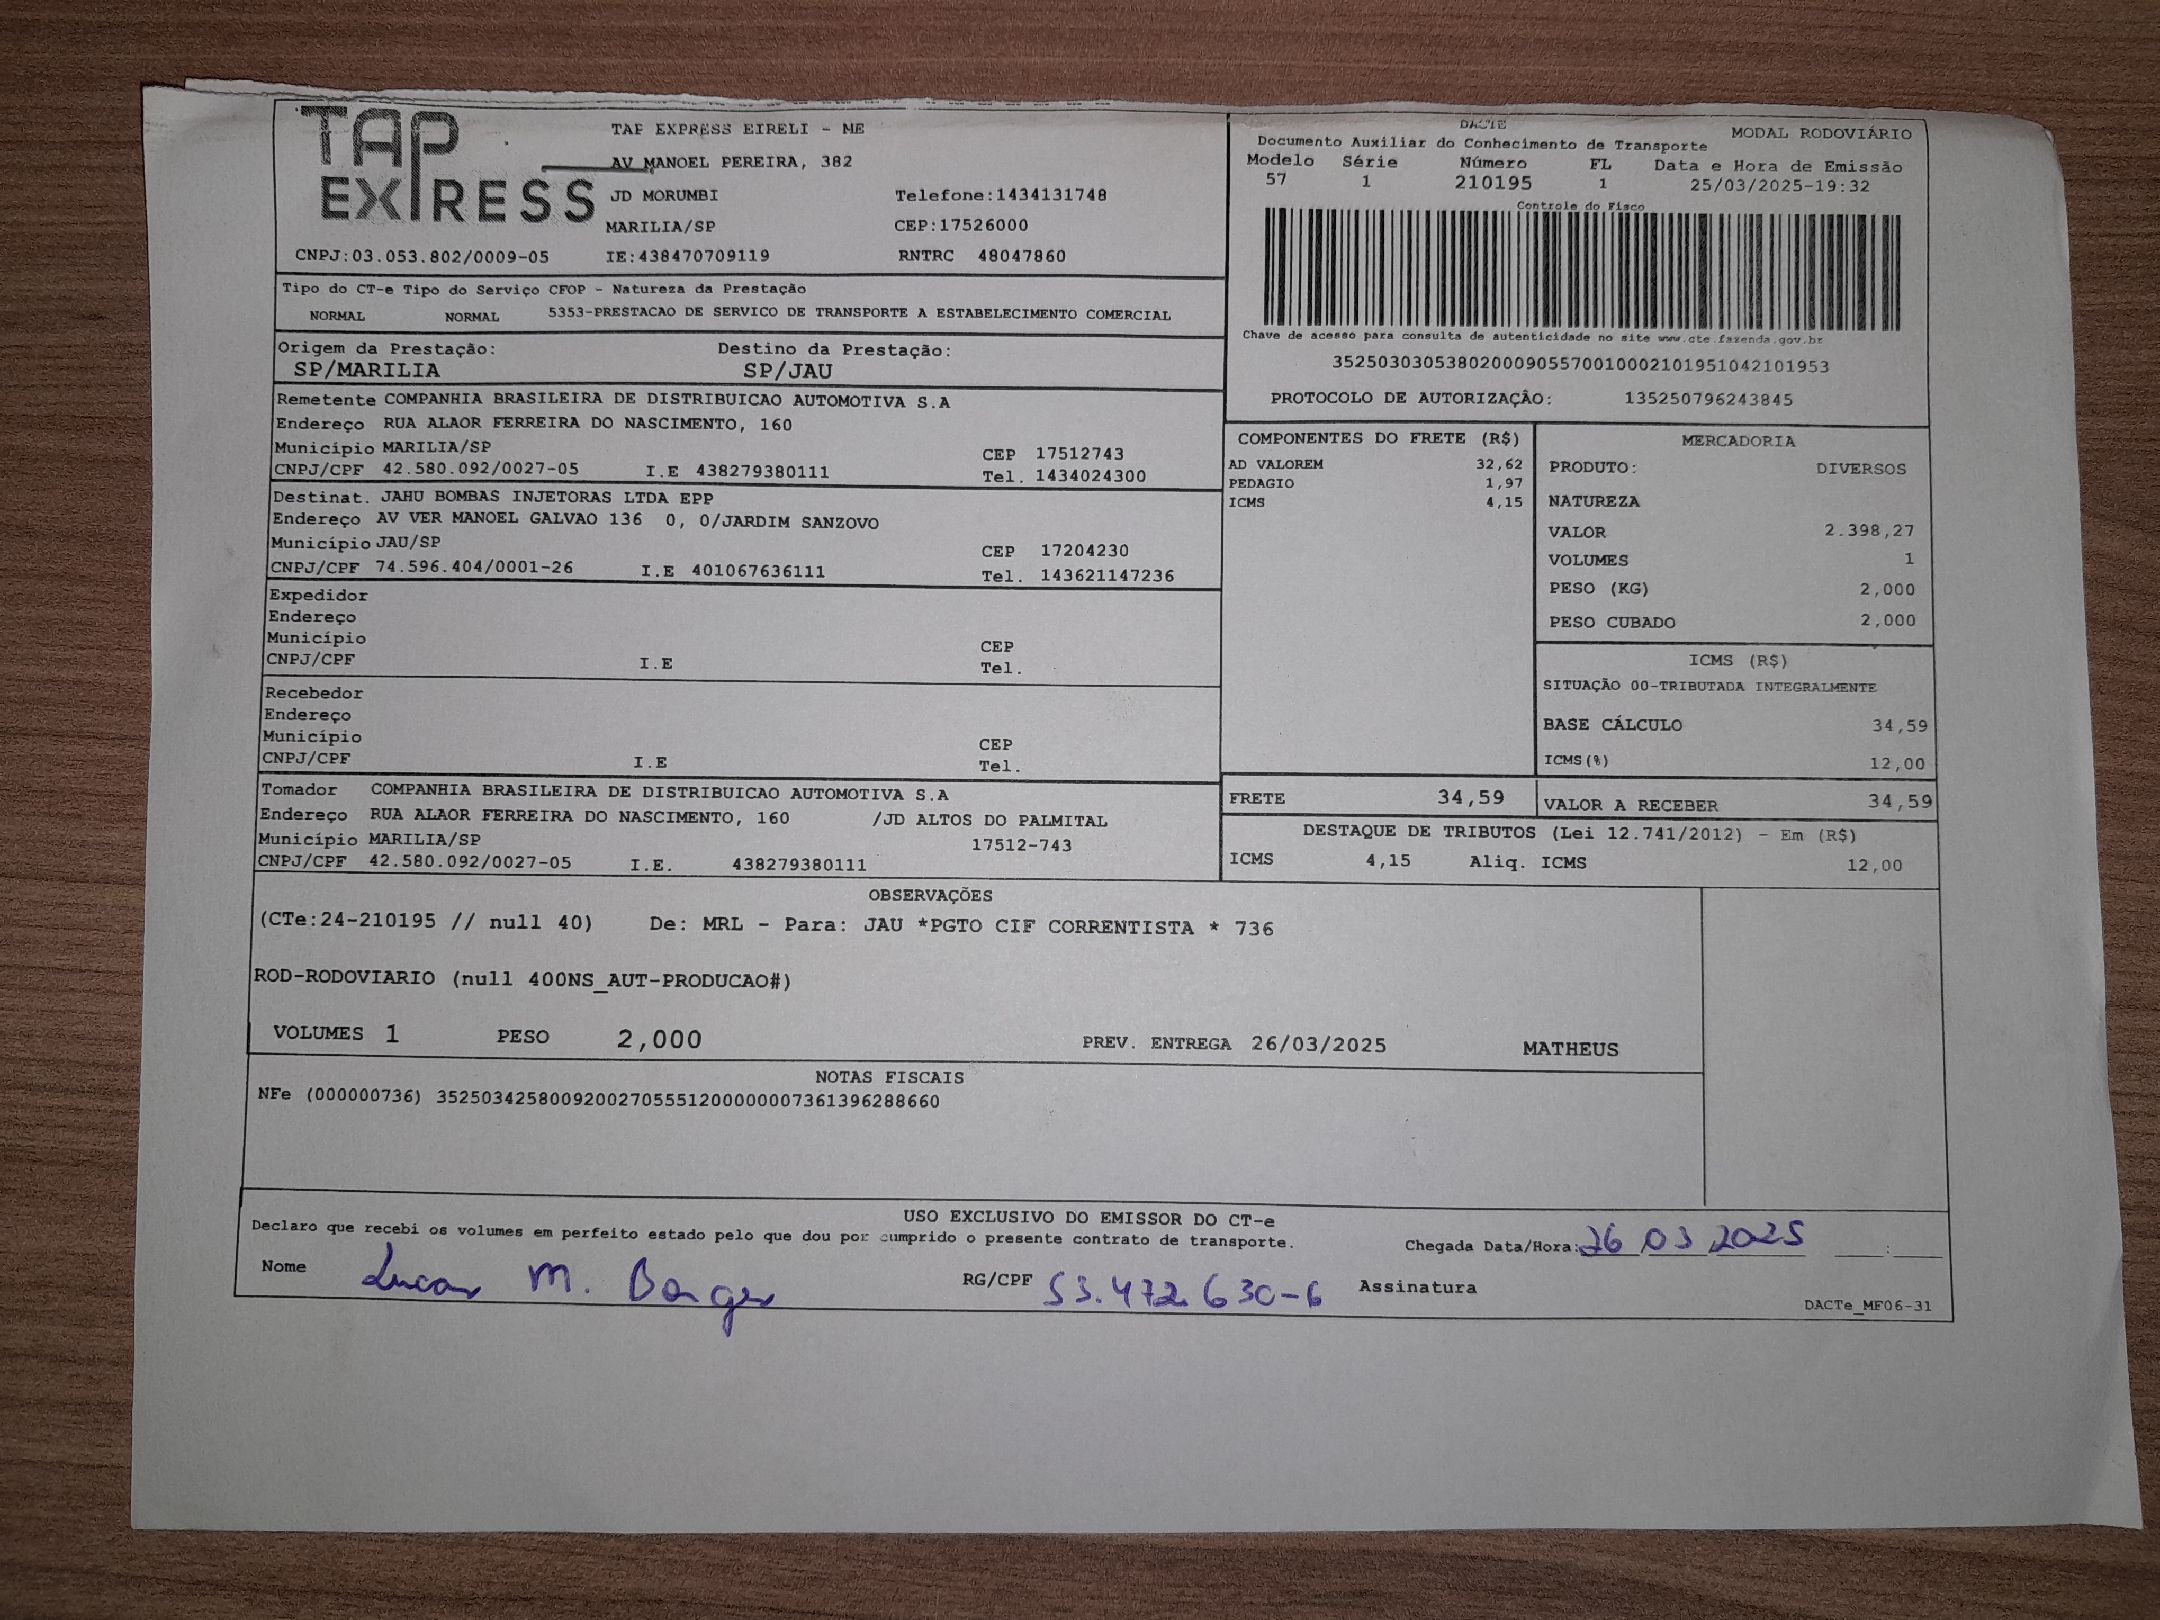 TAP
EXPRESS
TAP EXPRESS EIRELI - ME
AV MANOEL PEREIRA, 382
JD MORUMBI Telefone:1434131748
MARILIA/SP CEP:17526000
CNPJ:03.053.802/0009-05 IE:438470709119 RNTRC 48047860
DACTE MODAL RODOVIÁRIO
Documento Auxiliar do Conhecimento de Transporte
Modelo Série Número FL Data e Hora de Emissão
57 1 210195 1 25/03/2025-19:32
Controle do Fisco
Chave de acesso para consulta de autenticidade no site www.cte.fazenda.gov.br
35250303053802000905570010002101951042101953
PROTOCOLO DE AUTORIZAÇÃO: 135250796243845
Tipo do CT-e Tipo do Serviço CFOP - Natureza da Prestação
NORMAL NORMAL 5353-PRESTACAO DE SERVICO DE TRANSPORTE A ESTABELECIMENTO COMERCIAL
Origem da Prestação: Destino da Prestação:
SP/MARILIA SP/JAU
Remetente COMPANHIA BRASILEIRA DE DISTRIBUICAO AUTOMOTIVA S.A
Endereço RUA ALAOR FERREIRA DO NASCIMENTO, 160
Município MARILIA/SP CEP 17512743
CNPJ/CPF 42.580.092/0027-05 I.E 438279380111 Tel. 1434024300
Destinat. JAHU BOMBAS INJETORAS LTDA EPP
Endereço AV VER MANOEL GALVAO 136 0, 0/JARDIM SANZOVO
Município JAU/SP CEP 17204230
CNPJ/CPF 74.596.404/0001-26 I.E 401067636111 Tel. 143621147236
Expedidor
Endereço
Município CEP
CNPJ/CPF I.E Tel.
Recebedor
Endereço
Município CEP
CNPJ/CPF I.E Tel.
Tomador COMPANHIA BRASILEIRA DE DISTRIBUICAO AUTOMOTIVA S.A
Endereço RUA ALAOR FERREIRA DO NASCIMENTO, 160 /JD ALTOS DO PALMITAL
Município MARILIA/SP 17512-743
CNPJ/CPF 42.580.092/0027-05 I.E. 438279380111
COMPONENTES DO FRETE (R$)
AD VALOREM 32,62
PEDAGIO 1,97
ICMS 4,15
MERCADORIA
PRODUTO: DIVERSOS
NATUREZA
VALOR 2.398,27
VOLUMES 1
PESO (KG) 2,000
PESO CUBADO 2,000
ICMS (R$)
SITUAÇÃO 00-TRIBUTADA INTEGRALMENTE
BASE CÁLCULO 34,59
ICMS(%) 12,00
FRETE 34,59 VALOR A RECEBER 34,59
DESTAQUE DE TRIBUTOS (Lei 12.741/2012) - Em (R$)
ICMS 4,15 Aliq. ICMS 12,00
OBSERVAÇÕES
(CTe:24-210195 // null 40) De: MRL - Para: JAU *PGTO CIF CORRENTISTA * 736
ROD-RODOVIARIO (null 400NS_AUT-PRODUCAO#)
VOLUMES 1 PESO 2,000 PREV. ENTREGA 26/03/2025 MATHEUS
NOTAS FISCAIS
NFe (000000736) 35250342580092002705551200000007361396288660
USO EXCLUSIVO DO EMISSOR DO CT-e
Declaro que recebi os volumes em perfeito estado pelo que dou por cumprido o presente contrato de transporte. Chegada Data/Hora: 26 03 2025 __:__
Nome Lucas M. Borges RG/CPF 53.472.630-6 Assinatura
DACTe_MF06-31